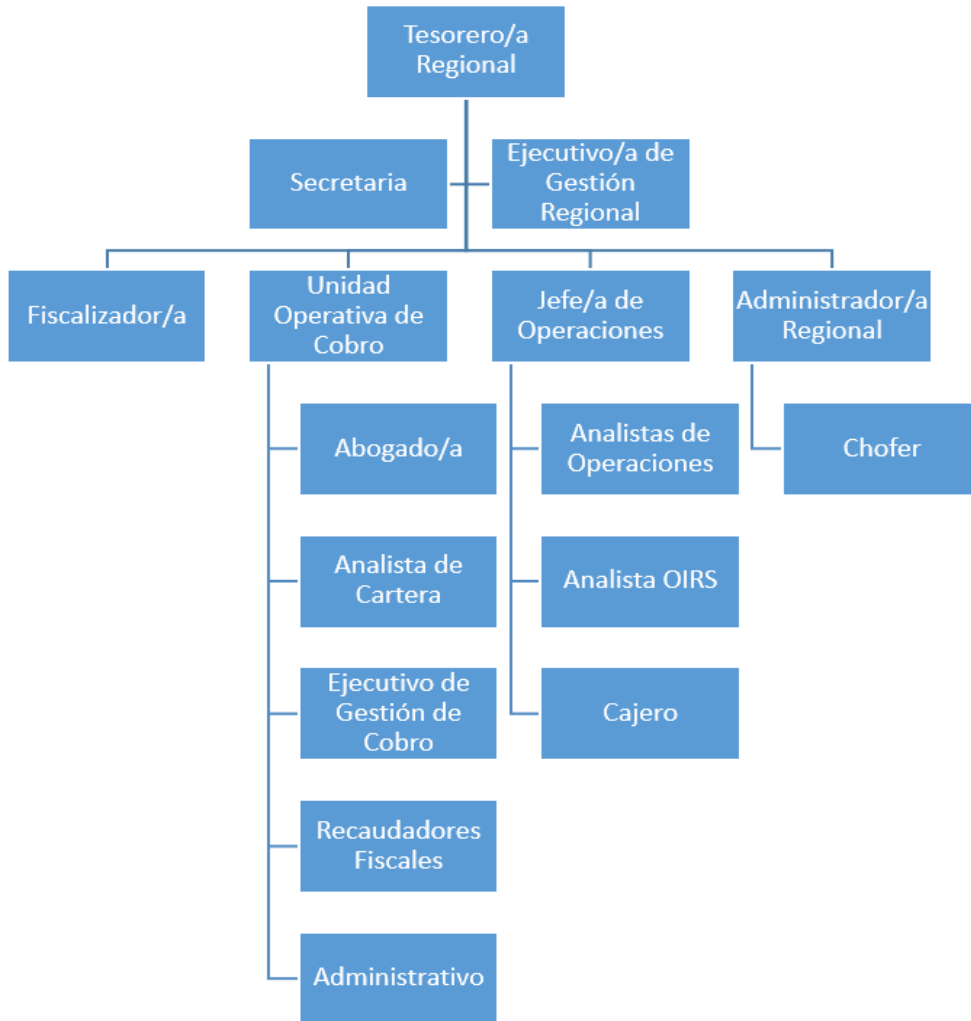 Tesorero/a
Regional
Secretaria
Ejecutivo/a de
Gestión
Regional
Fiscalizador/a
Unidad
Operativa de
Cobro
Jefe/a de
Operaciones
Administrador/a
Regional
Abogado/a
Analistas de
Operaciones
Chofer
Analista de
Cartera
Analista OIRS
Ejecutivo de
Gestión de
Cobro
Cajero
Recaudadores
Fiscales
Administrativo